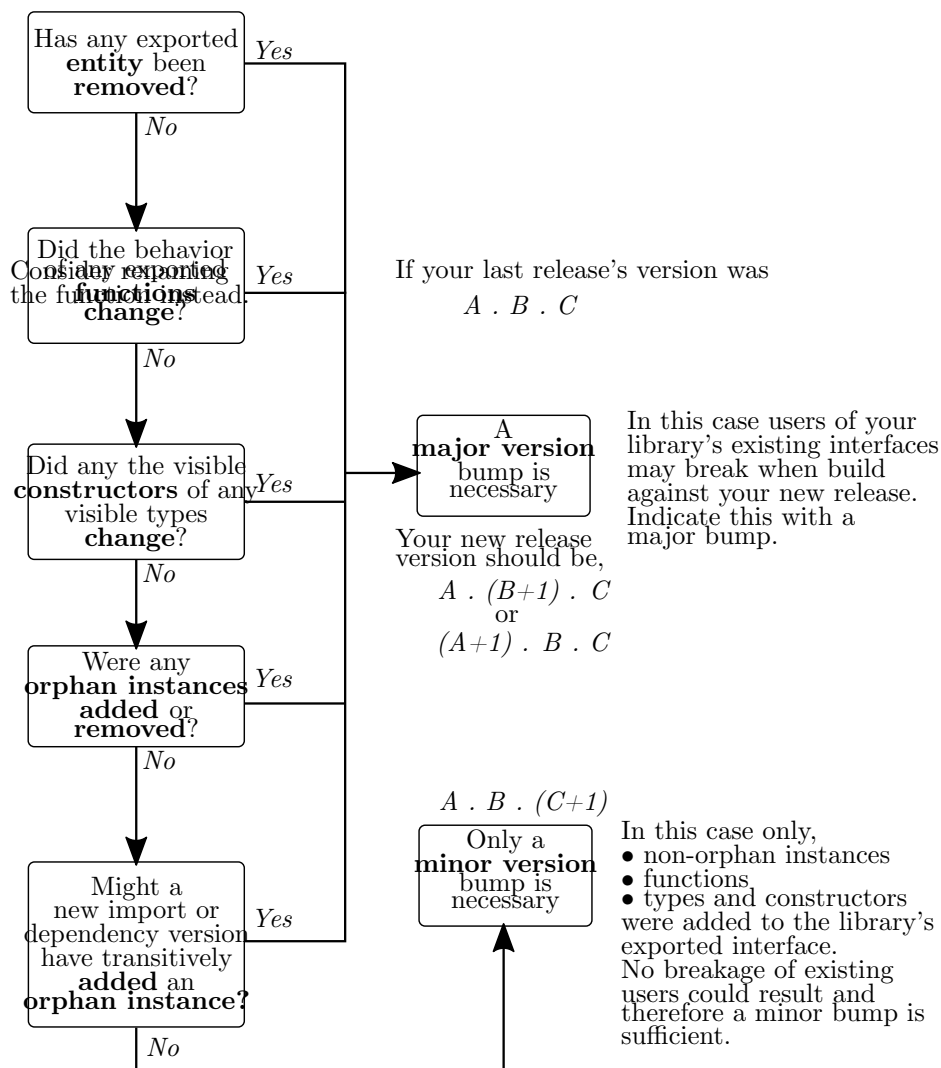 Has any exported
entity been
removed?
Yes
No
Did the behavior
of any exported
functions
change?
Consider renaming
the function instead.
Yes
No
If your last release's version was
A . B . C
Did any the visible
constructors of any
visible types
change?
Yes
No
A
major version
bump is
necessary
In this case users of your
library's existing interfaces
may break when build
against your new release.
Indicate this with a
major bump.
Your new release
version should be,
A . (B+1) . C
or
(A+1) . B . C
Were any
orphan instances
added or
removed?
Yes
No
A . B . (C+1)
Only a
minor version
bump is
necessary
In this case only,
• non-orphan instances
• functions
• types and constructors
were added to the library's
exported interface.
No breakage of existing
users could result and
therefore a minor bump is
sufficient.
Might a
new import or
dependency version
have transitively
added an
orphan instance?
Yes
No